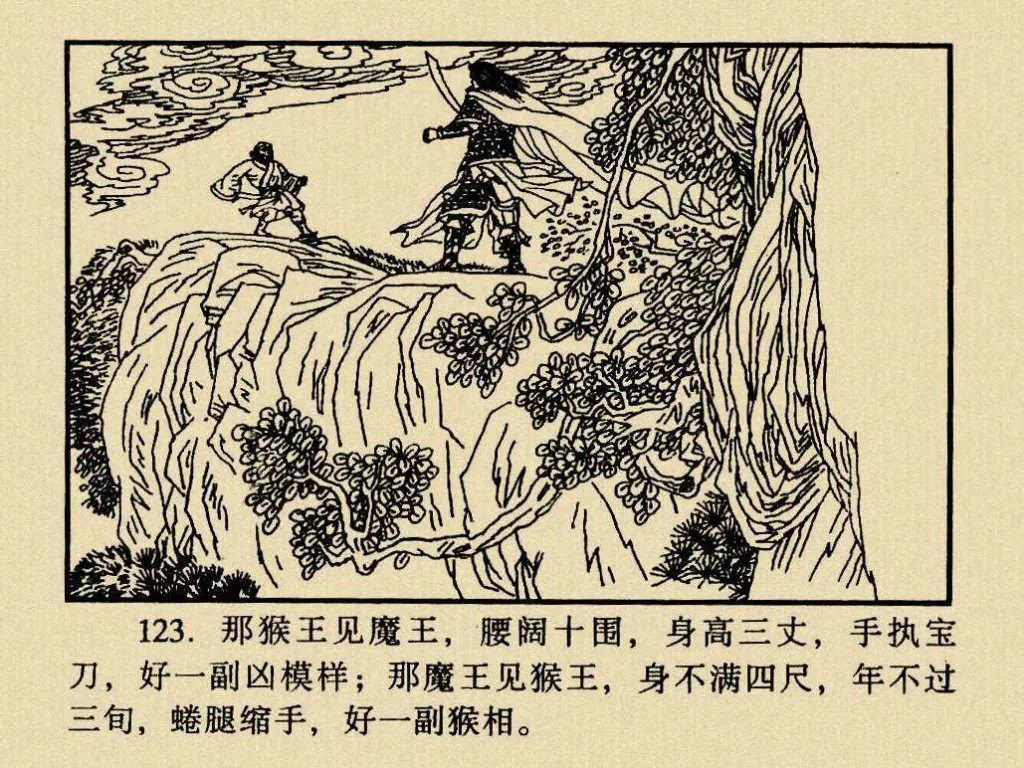 123. 那猴王见魔王，腰阔十围，身高三丈，手执宝
刀，好一副凶模样；那魔王见猴王，身不满四尺，年不过
三旬，蜷腿缩手，好一副猴相。